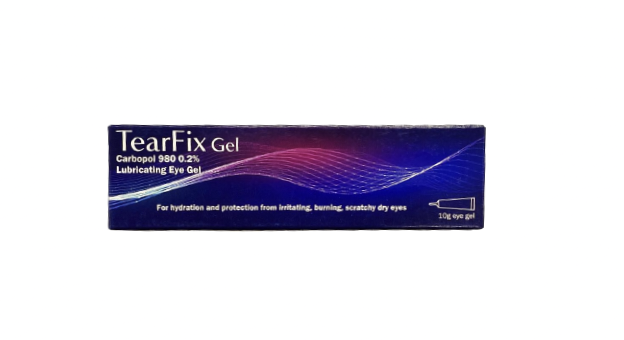 TearFix Gel
Carbopol 980 0.2%
Lubricating Eye Gel
For hydration and protection from irritating, burning, scratchy dry eyes
10g eye gel